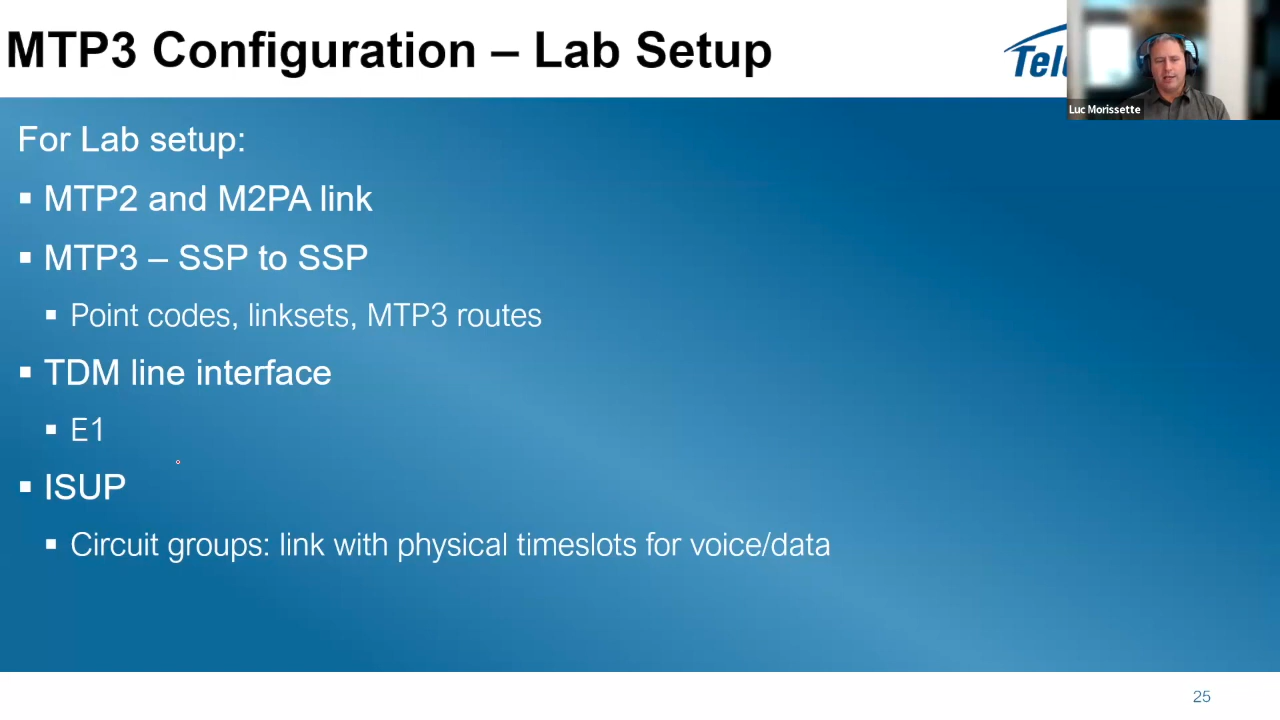 MTP3 Configuration – Lab Setup
Luc Morissette
For Lab setup:
▪ MTP2 and M2PA link
▪ MTP3 – SSP to SSP
▪ Point codes, linksets, MTP3 routes
▪ TDM line interface
▪ E1
▪ ISUP
▪ Circuit groups: link with physical timeslots for voice/data
25